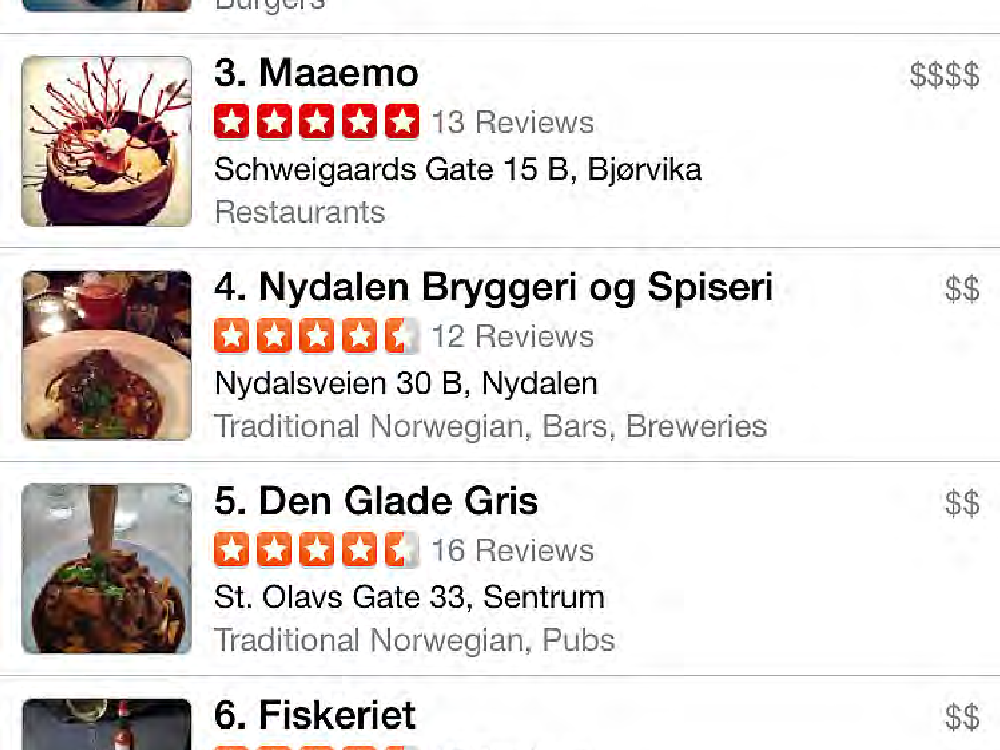 Burgers
3. Maaemo
$$$$
13 Reviews
Schweigaards Gate 15 B, Bjørvika
Restaurants
4. Nydalen Bryggeri og Spiseri
$$
12 Reviews
Nydalsveien 30 B, Nydalen
Traditional Norwegian, Bars, Breweries
5. Den Glade Gris
$$
16 Reviews
St. Olavs Gate 33, Sentrum
Traditional Norwegian, Pubs
6. Fiskeriet
$$